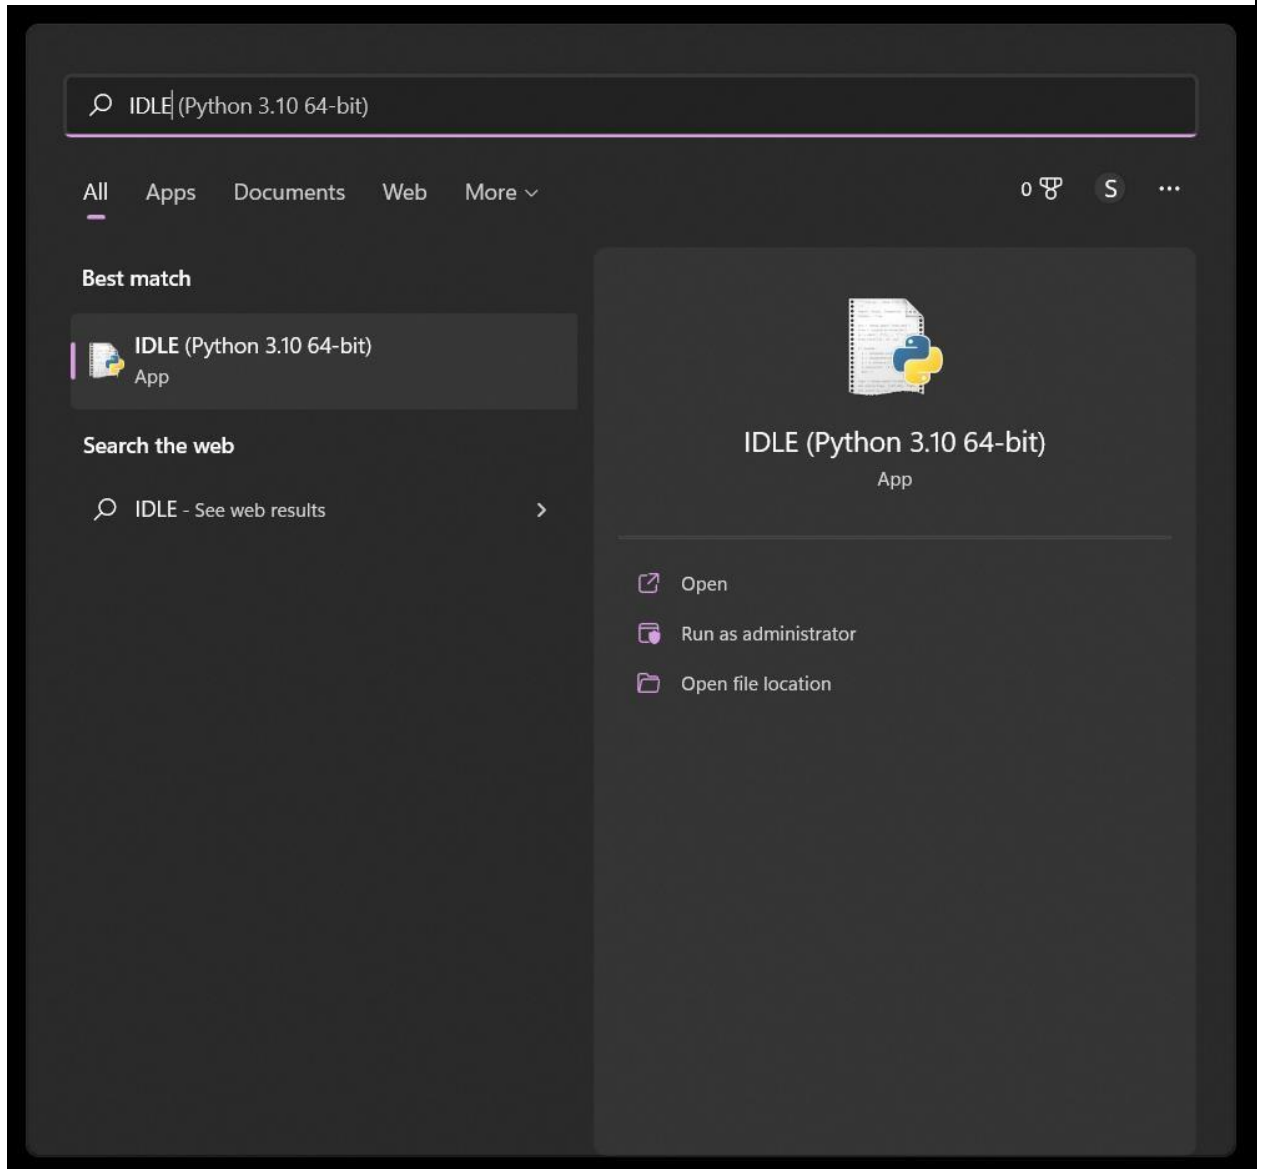 IDLE (Python 3.10 64-bit)
All Apps Documents Web More 0 S ...
Best match
IDLE (Python 3.10 64-bit)
App
Search the web
IDLE - See web results
IDLE (Python 3.10 64-bit)
App
Open
Run as administrator
Open file location